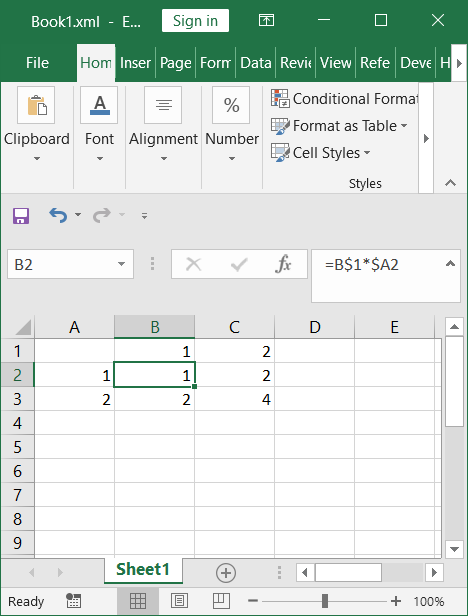 Book1.xml - E... Sign in
File Hom Inser Page Form Data Revie View Refe Deve H
Clipboard Font Alignment Number
A %
Conditional Format
Format as Table
Cell Styles
Styles
B2 fx =B$1*$A2
A B C D E
1 1 2
2 1 1 2
3 2 2 4
4
5
6
7
8
9
Sheet1
Ready 100%